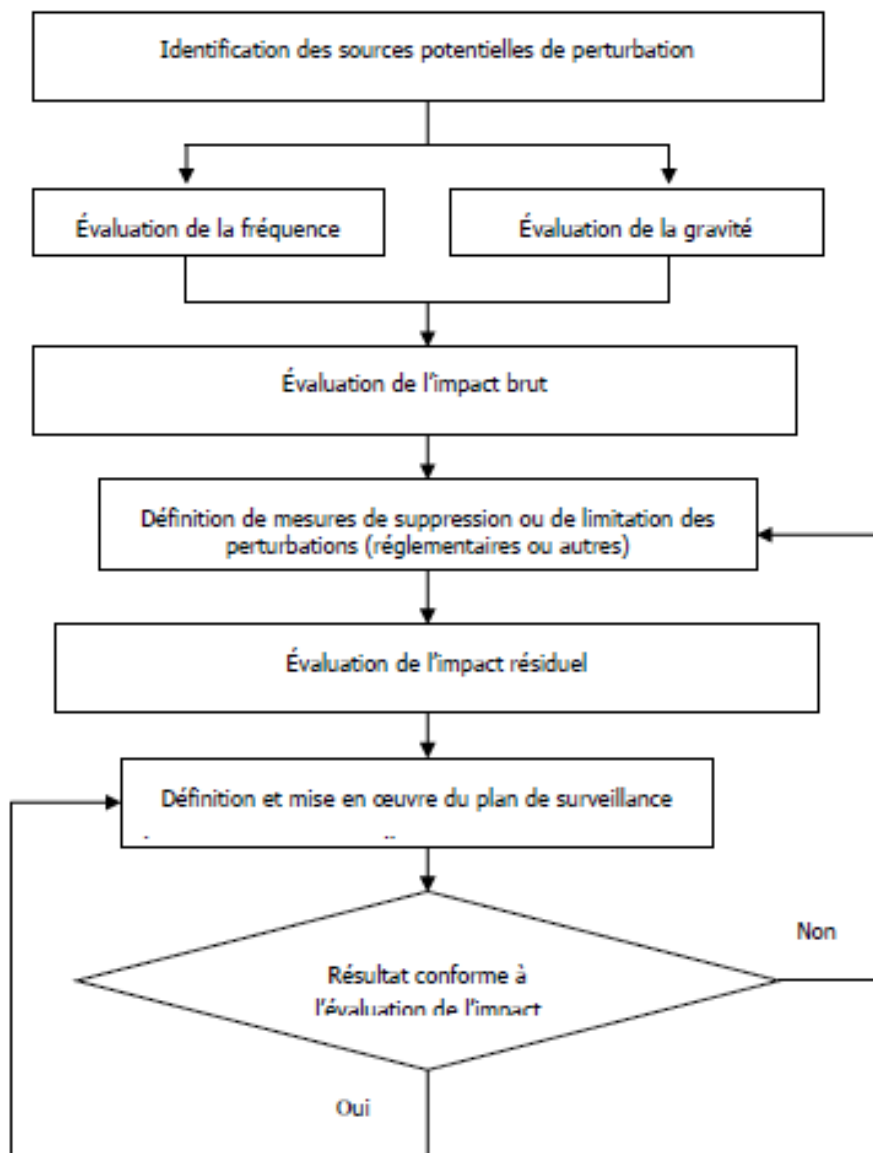 Identification des sources potentielles de perturbation
Évaluation de la fréquence
Évaluation de la gravité
Évaluation de l'impact brut
Définition de mesures de suppression ou de limitation des
perturbations (réglementaires ou autres)
Évaluation de l'impact résiduel
Définition et mise en œuvre du plan de surveillance
Non
Résultat conforme à
l'évaluation de l'impact
Oui